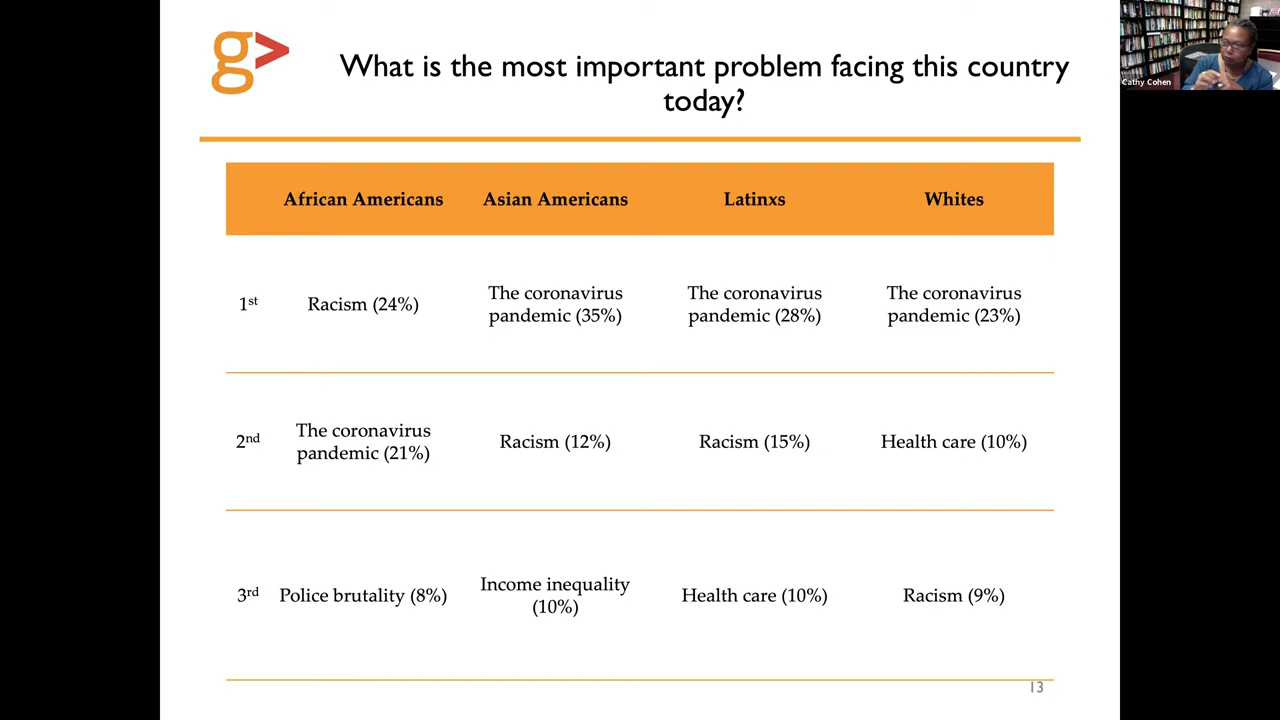 g>
Cathy Cohen
What is the most important problem facing this country
today?
African Americans Asian Americans Latinxs Whites
1st Racism (24%) The coronavirus pandemic (35%) The coronavirus pandemic (28%) The coronavirus pandemic (23%)
2nd The coronavirus pandemic (21%) Racism (12%) Racism (15%) Health care (10%)
3rd Police brutality (8%) Income inequality (10%) Health care (10%) Racism (9%)
13